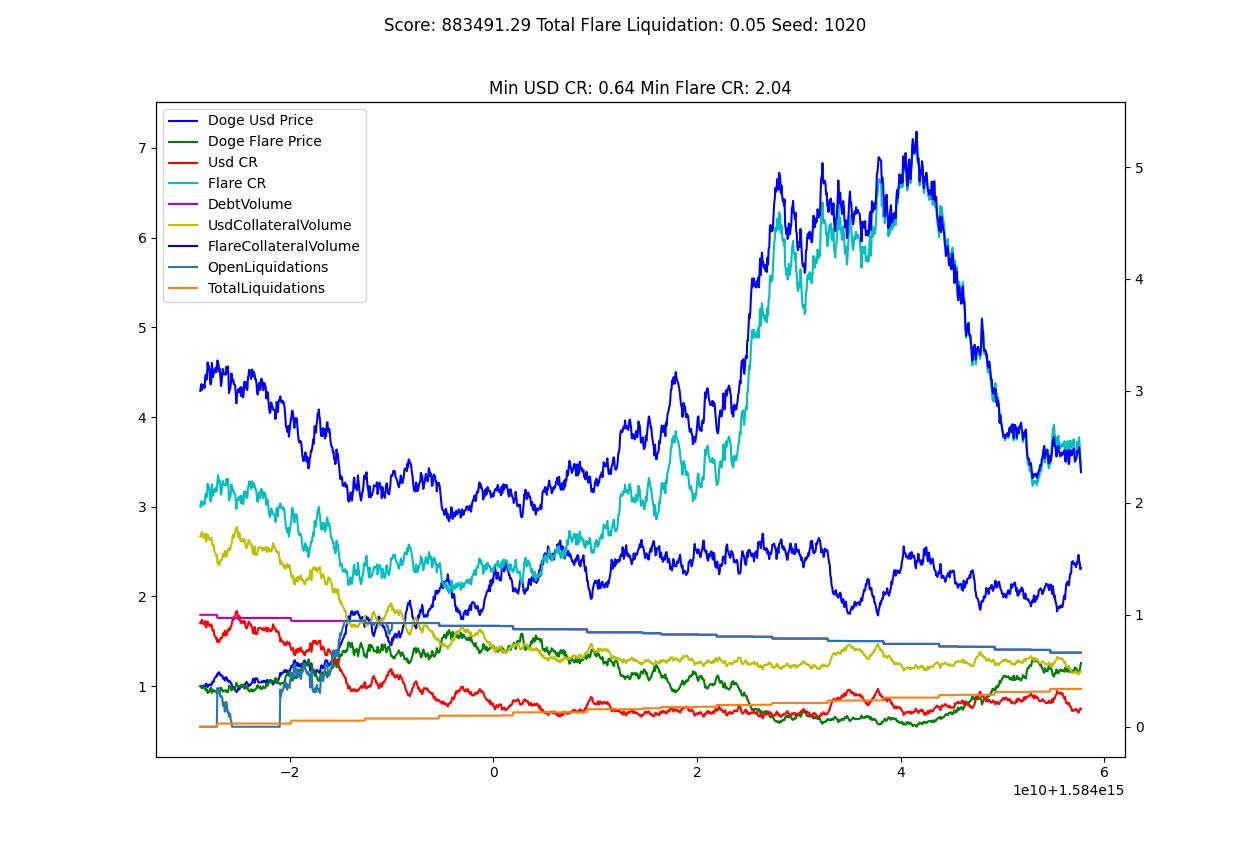 Score: 883491.29 Total Flare Liquidation: 0.05 Seed: 1020
Min USD CR: 0.64 Min Flare CR: 2.04
Doge Usd Price
Doge Flare Price
Usd CR
Flare CR
DebtVolume
UsdCollateralVolume
FlareCollateralVolume
OpenLiquidations
TotalLiquidations
7
6
5
4
3
2
1
5
4
3
2
1
0
−2 0 2 4 6
1e10+1.584e15